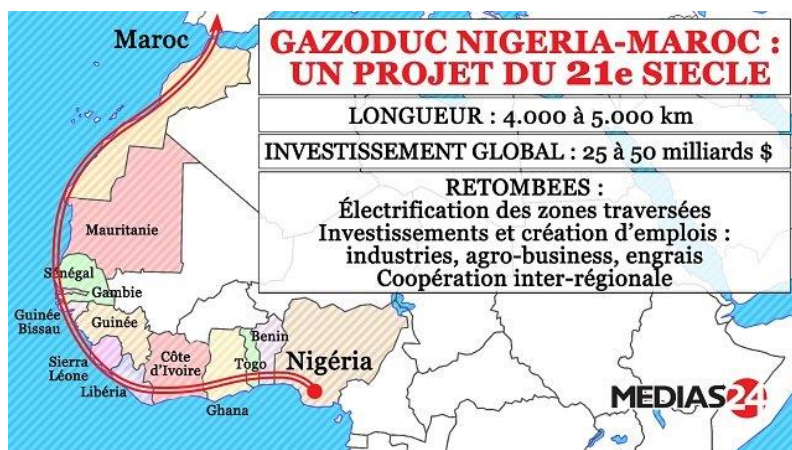 GAZODUC NIGERIA-MAROC :
UN PROJET DU 21e SIECLE
LONGUEUR : 4.000 à 5.000 km
INVESTISSEMENT GLOBAL : 25 à 50 milliards $
RETOMBEES :
Électrification des zones traversées
Investissements et création d'emplois :
industries, agro-business, engrais
Coopération inter-régionale
Maroc
Mauritanie
Sénégal
Gambie
Guinée
Bissau
Guinée
Sierra
Léone
Libéria
Côte
d'Ivoire
Ghana
Togo
Benin
Nigéria
MEDIAS24